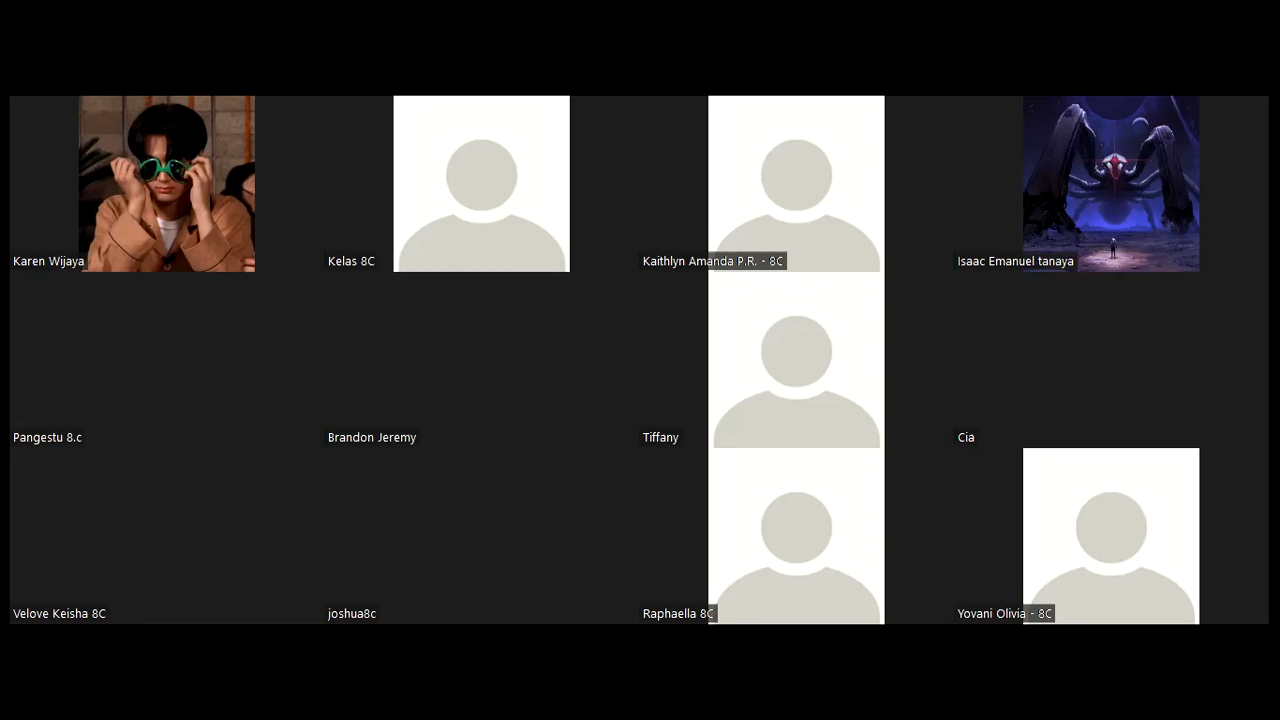 Karen Wijaya
Kelas 8C
Kaithlyn Amanda P.R. - 8C
Isaac Emanuel tanaya
Pangestu 8.c
Brandon Jeremy
Tiffany
Cia
Velove Keisha 8C
joshua8c
Raphaella 8C
Yovani Olivia - 8C